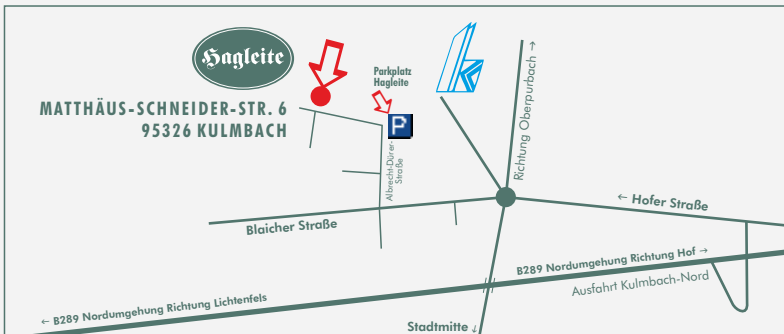 Hagleite
Parkplatz
Hagleite
MATTHÄUS-SCHNEIDER-STR. 6
95326 KULMBACH
P
k
Richtung Oberpurbach →
Albrecht-Dürer-
Straße
← Hofer Straße
Blaicher Straße
B289 Nordumgehung Richtung Hof →
Ausfahrt Kulmbach-Nord
← B289 Nordumgehung Richtung Lichtenfels
Stadtmitte ↓